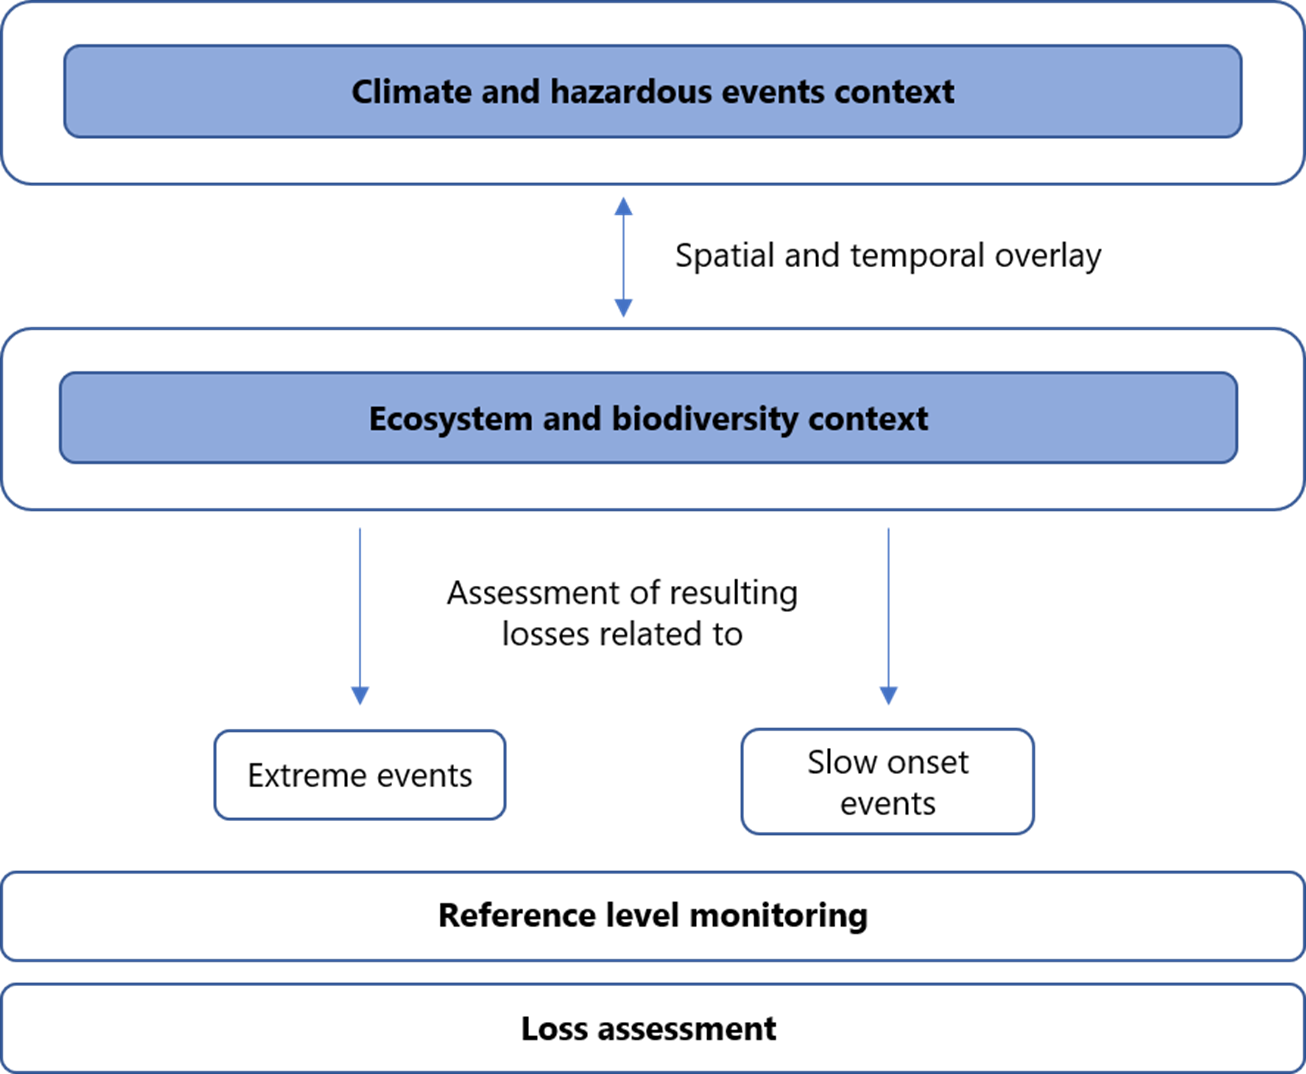 Climate and hazardous events context
Spatial and temporal overlay
Ecosystem and biodiversity context
Assessment of resulting
losses related to
Extreme events
Slow onset
events
Reference level monitoring
Loss assessment